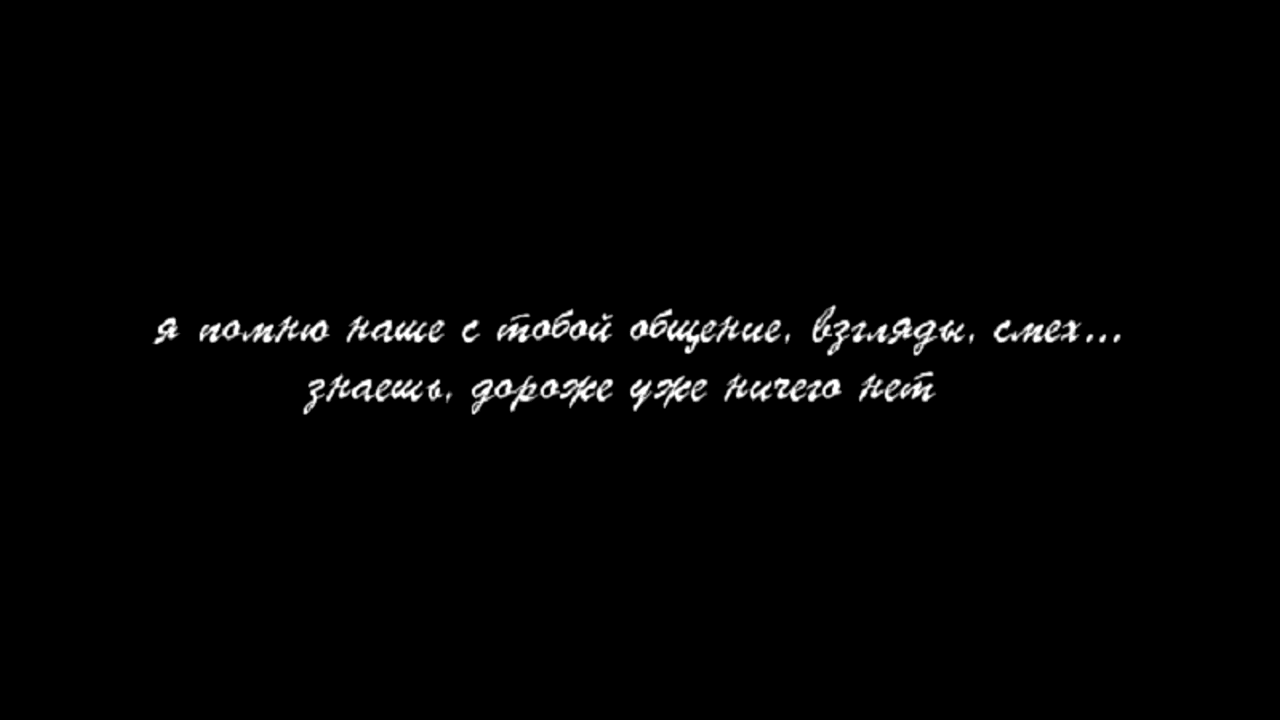 я помню наше с тобой общение, взгляды, смех...
знаешь, дороже уже ничего нет